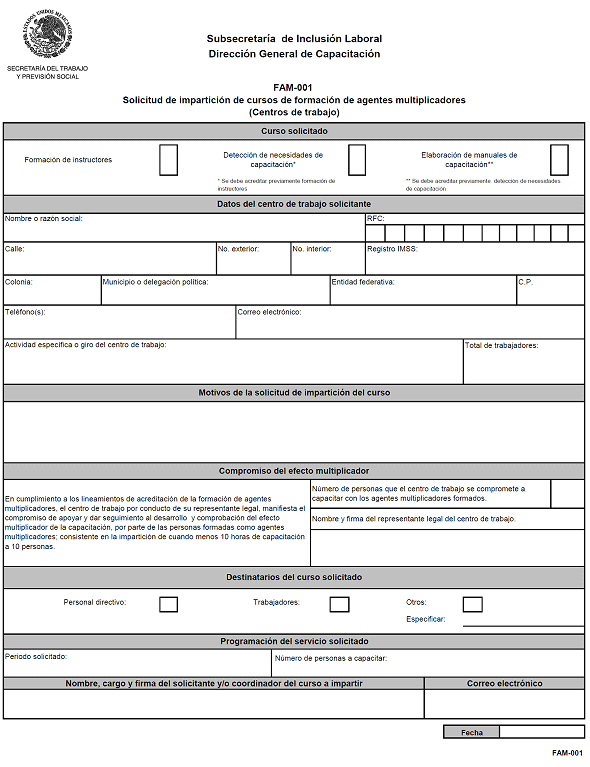 ESTADOS UNIDOS MEXICANOS
SECRETARÍA DEL TRABAJO
Y PREVISIÓN SOCIAL
Subsecretaría de Inclusión Laboral
Dirección General de Capacitación
FAM-001
Solicitud de impartición de cursos de formación de agentes multiplicadores
(Centros de trabajo)
Curso solicitado
Formación de instructores
Detección de necesidades de
capacitación*
* Se debe acreditar previamente formación de
instructores
Elaboración de manuales de
capacitación**
** Se debe acreditar previamente detección de necesidades
de capacitación
Datos del centro de trabajo solicitante
Nombre o razón social:
RFC:
Calle:
No. exterior:
No. interior:
Registro IMSS:
Colonia:
Municipio o delegación política:
Entidad federativa:
C.P.
Teléfono(s):
Correo electrónico:
Actividad específica o giro del centro de trabajo:
Total de trabajadores:
Motivos de la solicitud de impartición del curso
Compromiso del efecto multiplicador
En cumplimiento a los lineamientos de acreditación de la formación de agentes
multiplicadores, el centro de trabajo por conducto de su representante legal, manifiesta el
compromiso de apoyar y dar seguimiento al desarrollo y comprobación del efecto
multiplicador de la capacitación, por parte de las personas formadas como agentes
multiplicadores; consistente en la impartición de cuando menos 10 horas de capacitación
a 10 personas.
Número de personas que el centro de trabajo se compromete a
capacitar con los agentes multiplicadores formados.
Nombre y firma del representante legal del centro de trabajo.
Destinatarios del curso solicitado
Personal directivo:
Trabajadores:
Otros:
Especificar:
Programación del servicio solicitado
Periodo solicitado:
Número de personas a capacitar:
Nombre, cargo y firma del solicitante y/o coordinador del curso a impartir
Correo electrónico
Fecha
FAM-001